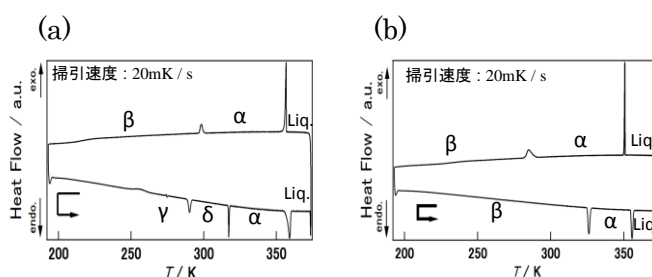 (a)
掃引速度 : 20mK / s
exo.
Heat Flow / a.u.
endo.
β
α
Liq.
Liq.
γ
δ
α
200
250
300
350
T / K
(b)
掃引速度 : 20mK / s
exo.
Heat Flow / a.u.
endo.
β
α
Liq
β
α
Liq
200
250
300
350
T / K